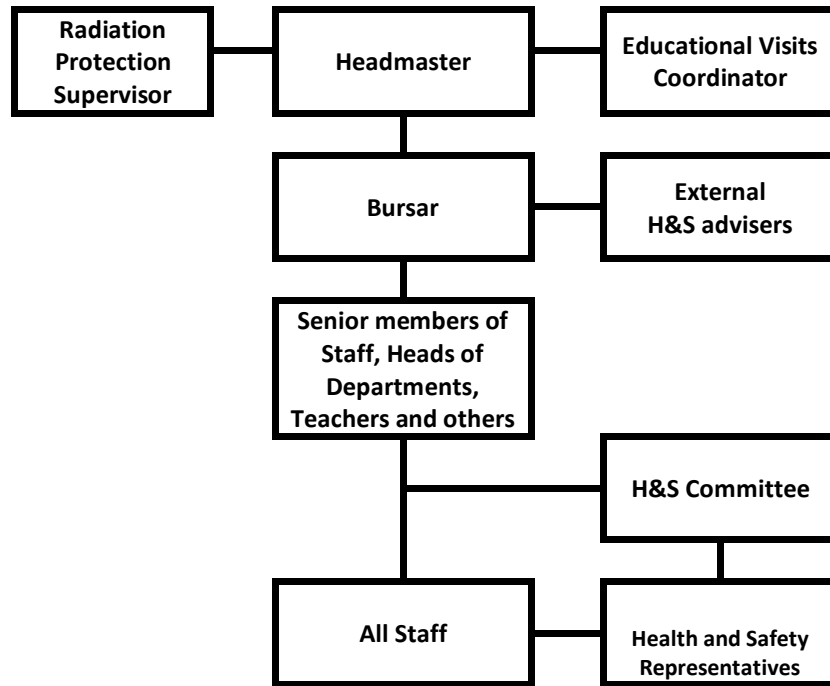 Radiation
Protection
Supervisor
Headmaster
Educational Visits
Coordinator
Bursar
External
H&S advisers
Senior members of
Staff, Heads of
Departments,
Teachers and others
H&S Committee
All Staff
Health and Safety
Representatives